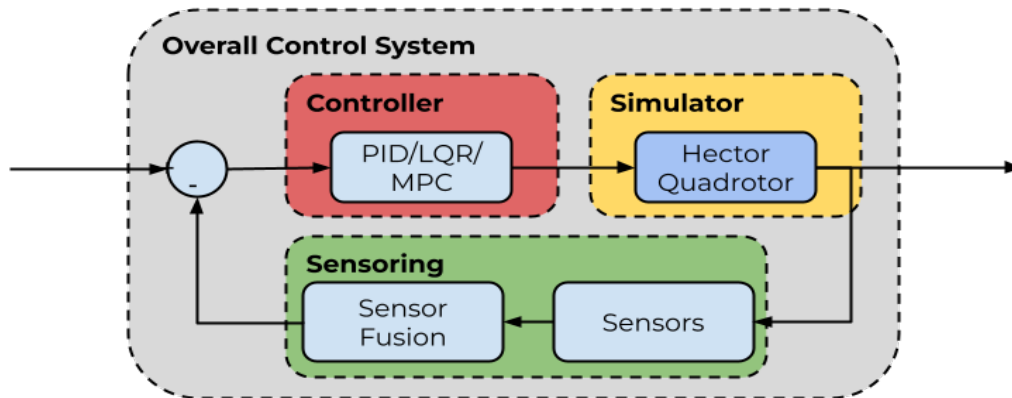 Overall Control System
Controller
Simulator
PID/LQR/
MPC
Hector
Quadrotor
-
Sensoring
Sensor
Fusion
Sensors